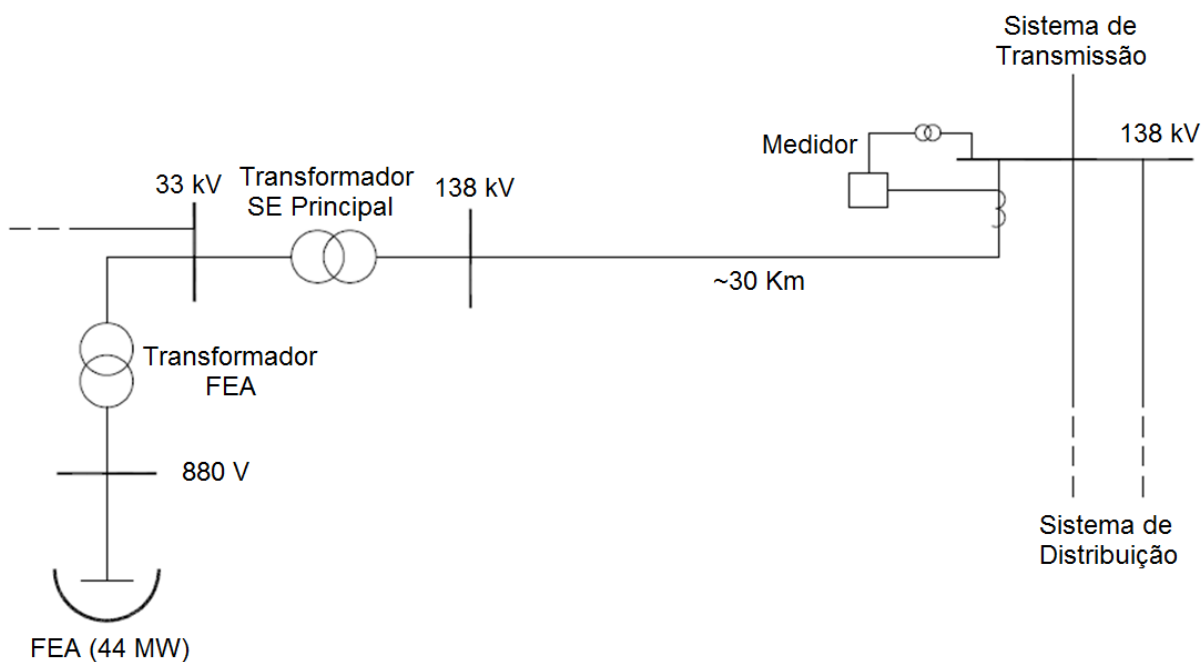 Sistema de
Transmissão
138 kV
Medidor
33 kV
Transformador
SE Principal
138 kV
~30 Km
Transformador
FEA
880 V
Sistema de
Distribuição
FEA (44 MW)